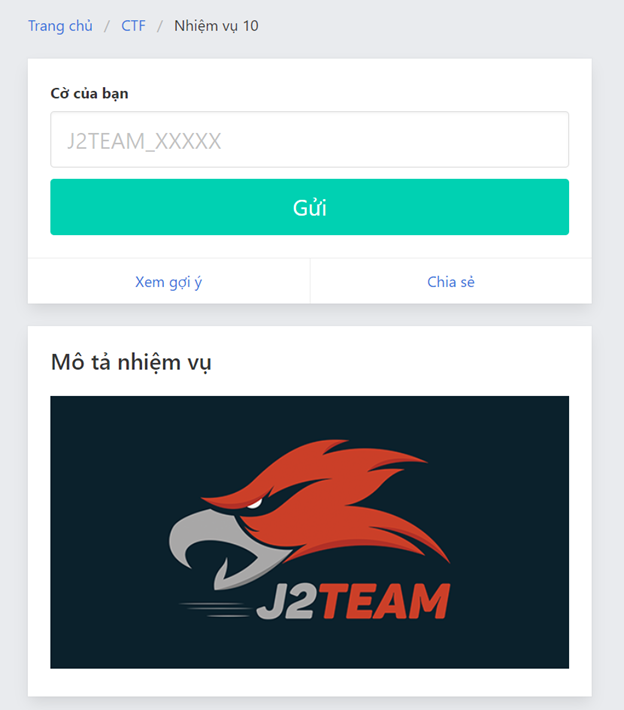 Trang chủ / CTF / Nhiệm vụ 10
Cờ của bạn
J2TEAM_XXXXX
Gửi
Xem gợi ý
Chia sẻ
Mô tả nhiệm vụ
J2TEAM